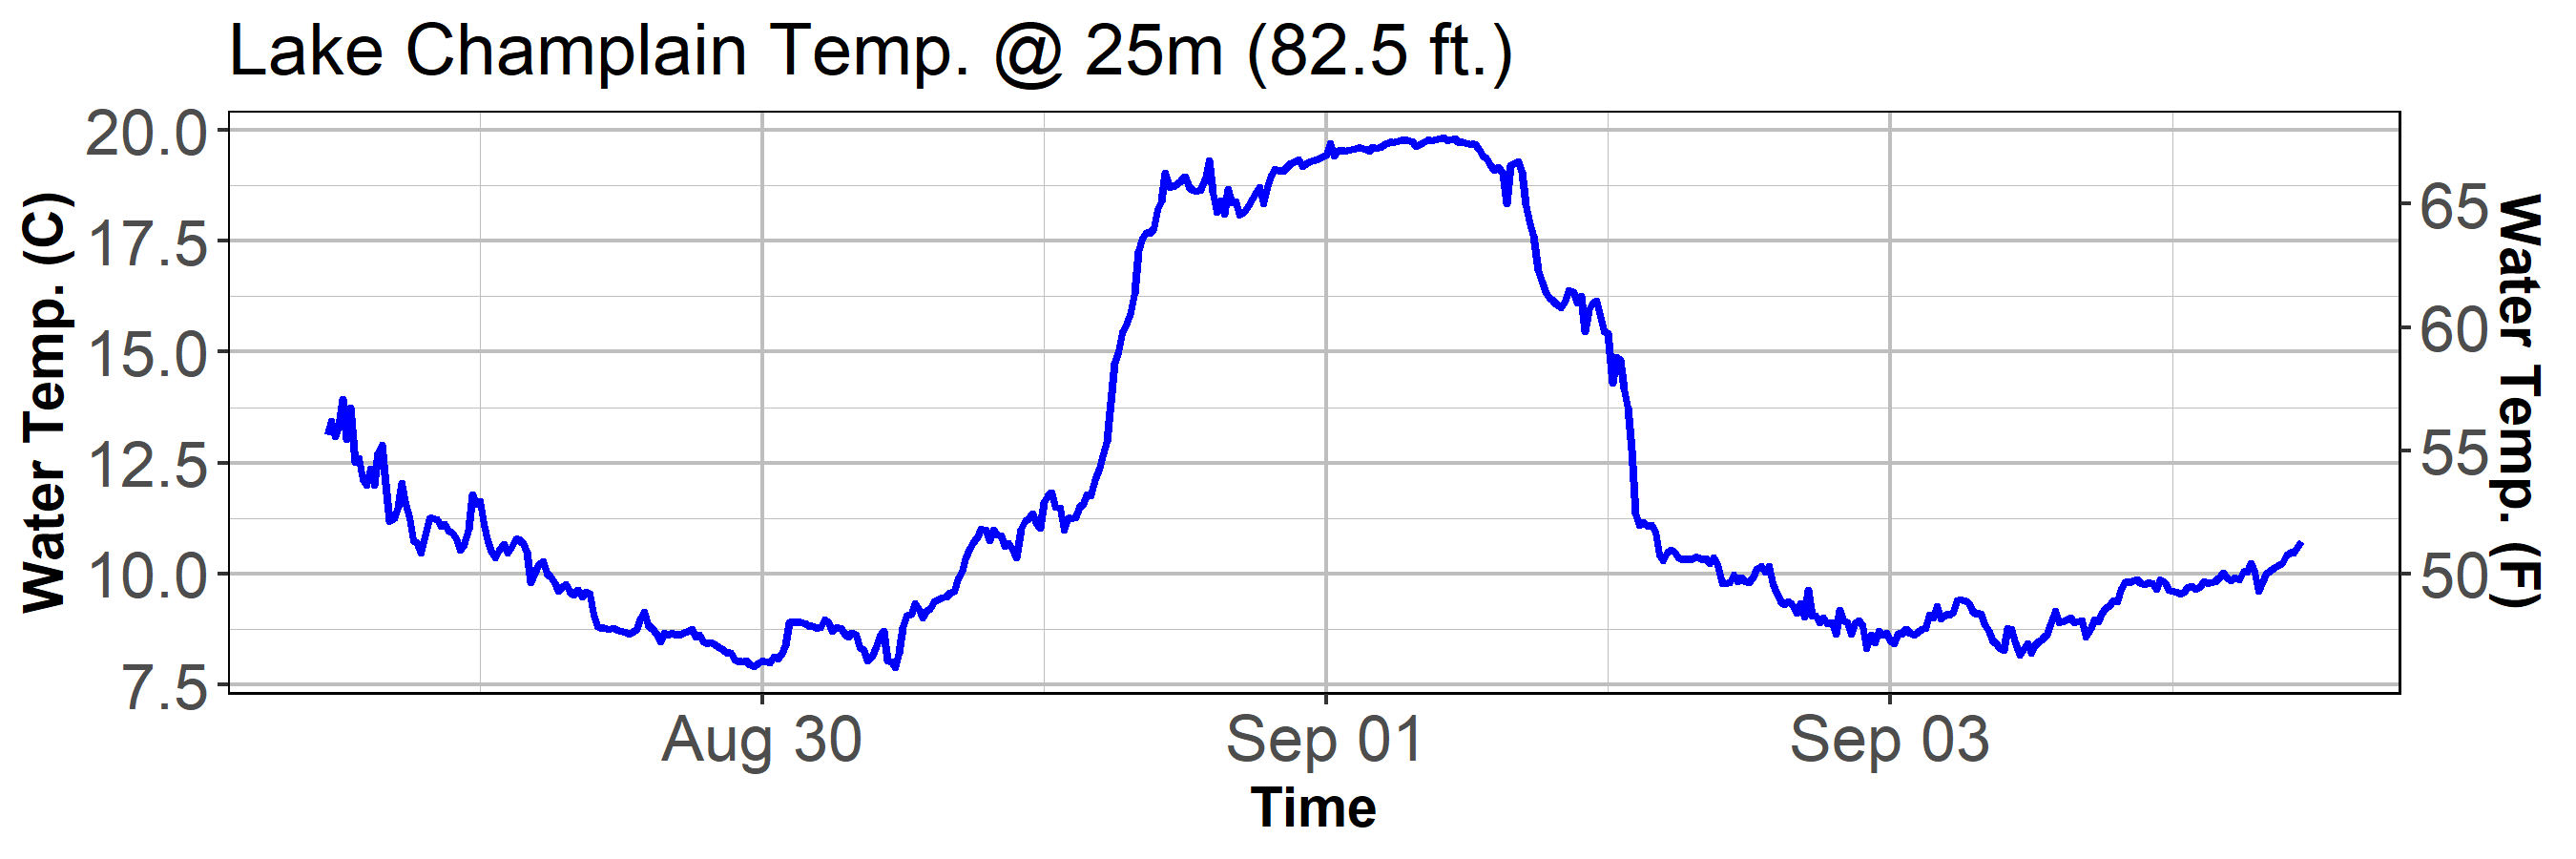 Lake Champlain Temp. @ 25m (82.5 ft.)
Water Temp. (C)
20.0
17.5
15.0
12.5
10.0
7.5
65
60
55
50
Water Temp. (F)
Aug 30
Sep 01
Sep 03
Time